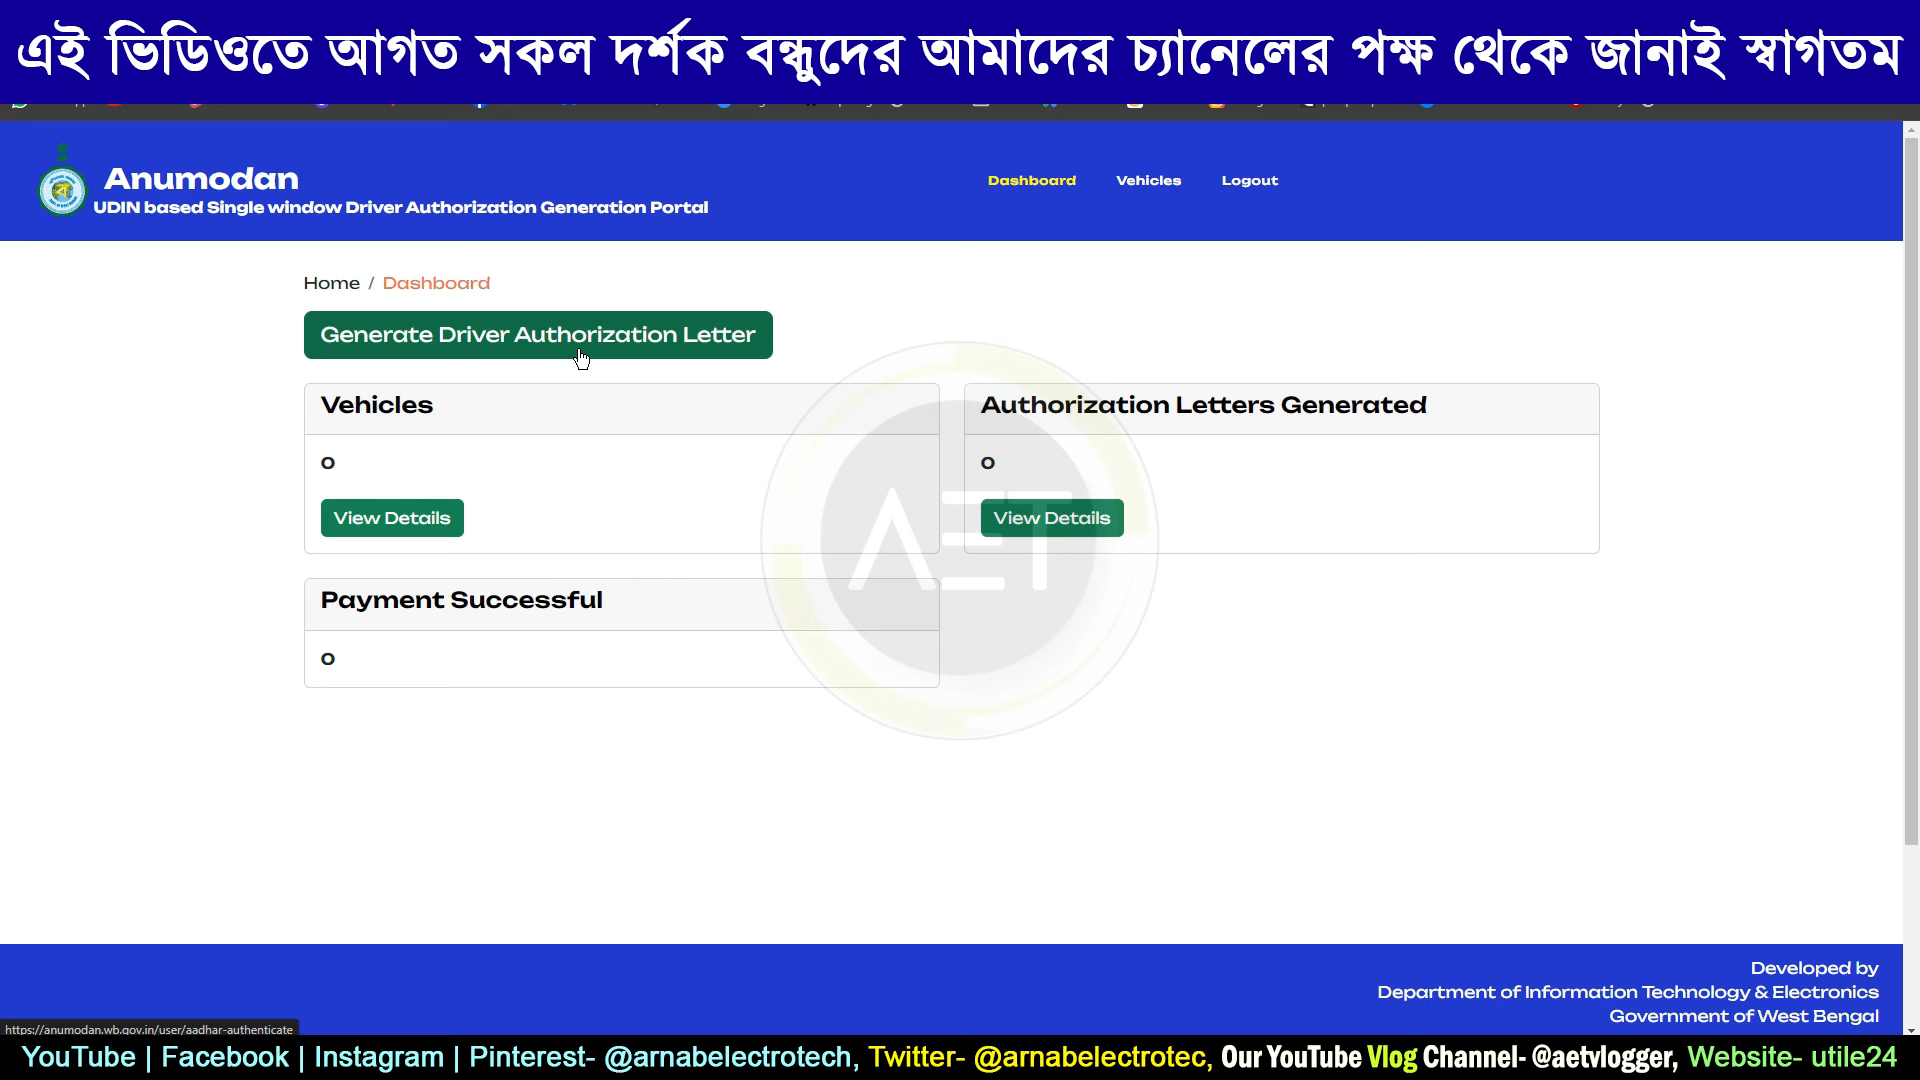 এই ভিডিওতে আগত সকল দর্শক বন্ধুদের আমাদের চ্যানেলের পক্ষ থেকে জানাই স্বাগতম
Anumodan
UDIN based Single window Driver Authorization Generation Portal
Dashboard Vehicles Logout
Home / Dashboard
Generate Driver Authorization Letter
Vehicles
0
View Details
Authorization Letters Generated
0
View Details
AET
Payment Successful
0
Developed by
Department of Information Technology & Electronics
Government of West Bengal
https://anumodan.wb.gov.in/user/aadhar-authenticate
YouTube | Facebook | Instagram | Pinterest- @arnabelectrotech, Twitter- @arnabelectrotec, Our YouTube Vlog Channel- @aetvlogger, Website- utile24